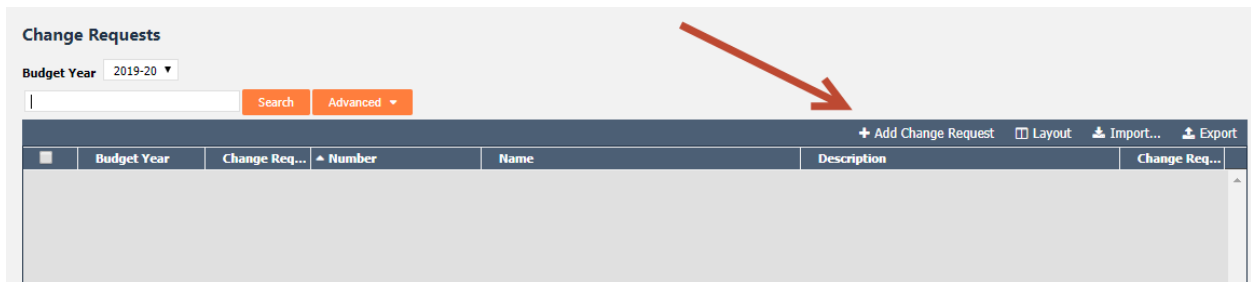 Change Requests
Budget Year 2019-20
Search Advanced
Add Change Request Layout Import... Export
Budget Year Change Req... Number Name Description Change Req...